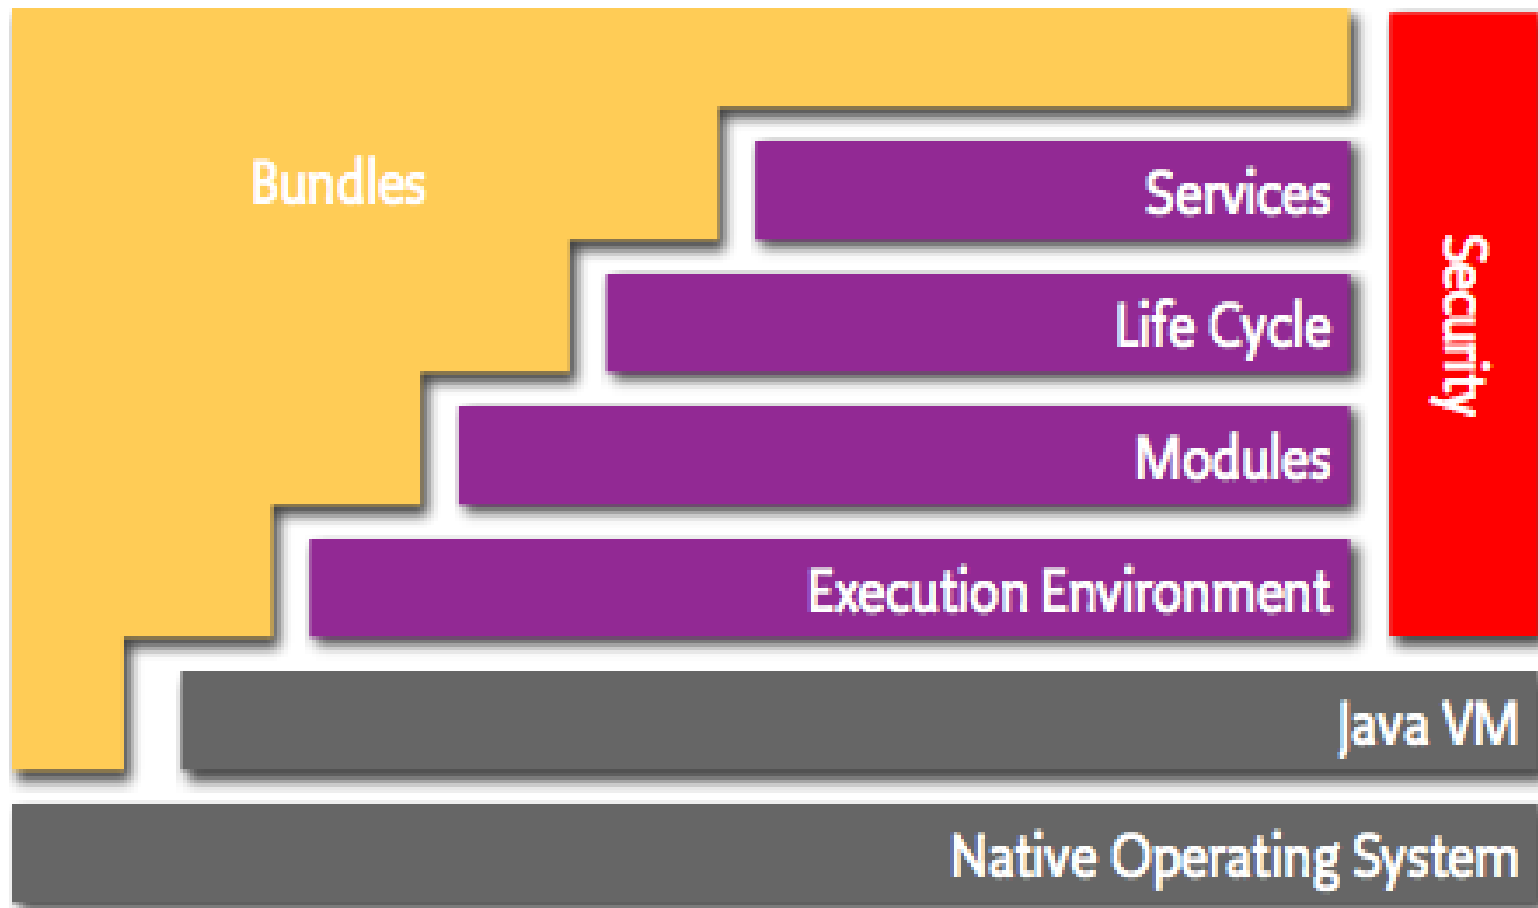 Bundles
Services
Life Cycle
Modules
Execution Environment
Security
Java VM
Native Operating System